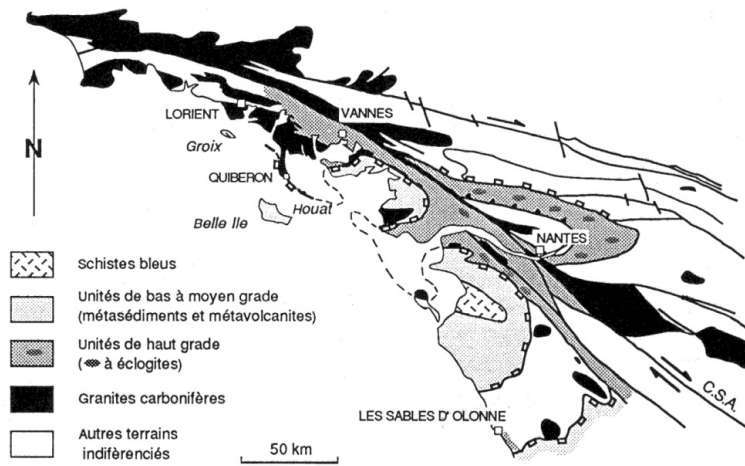 LORIENT
VANNES
Groix
N
QUIBERON
Houat
Belle Ile
NANTES
Schistes bleus
Unités de bas à moyen grade
(métasédiments et métavolcanites)
Unités de haut grade
( à éclogites)
Granites carbonifères
Autres terrains
indifèrenciés
50 km
LES SABLES D' OLONNE
C.S.A.